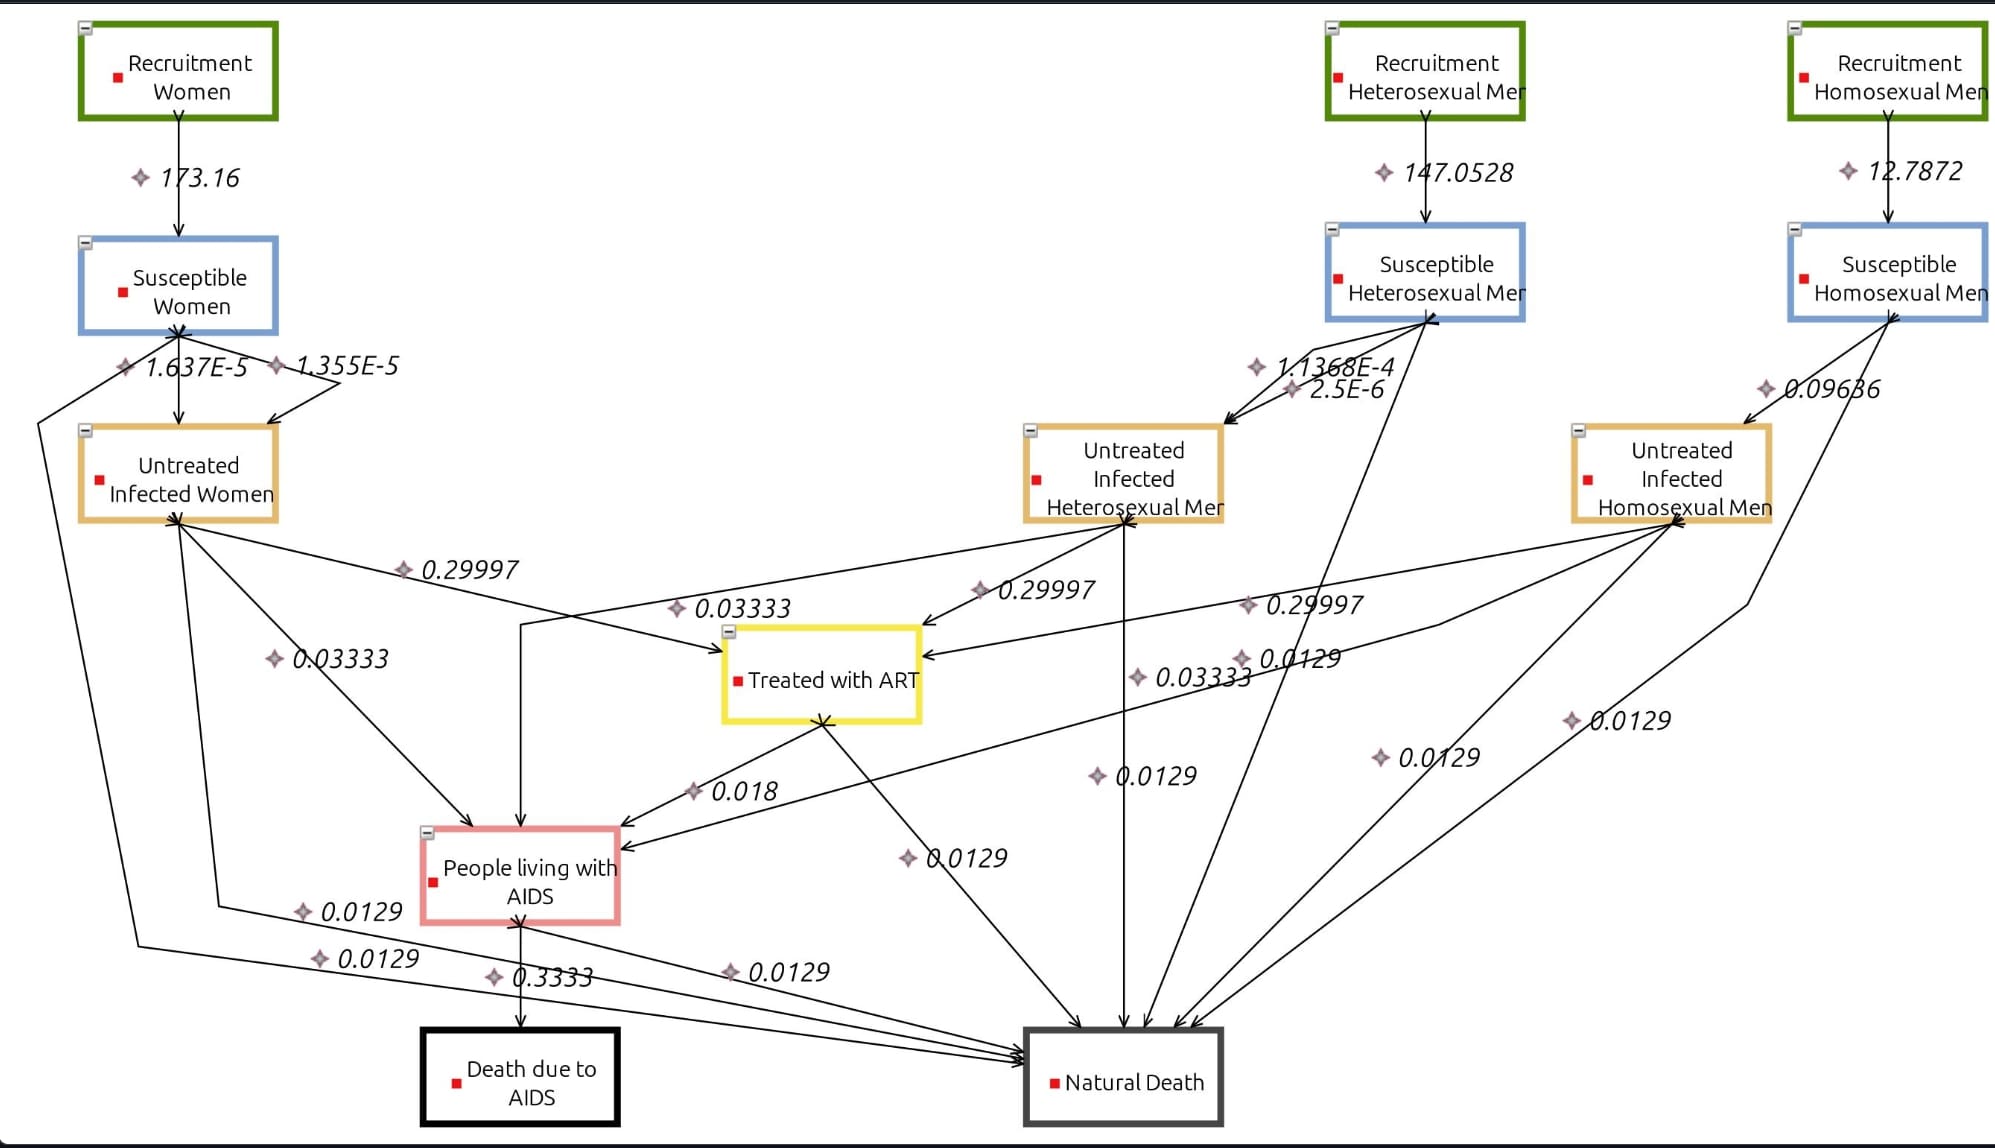 Recruitment
Women
Recruitment
Heterosexual Mer
Recruitment
Homosexual Men
173.16
147.0528
12.7872
Susceptible
Women
Susceptible
Heterosexual Mer
Susceptible
Homosexual Men
1.637E-5
1.355E-5
1.1368E-4
2.5E-6
0.09636
Untreated
Infected Women
Untreated
Infected
Heterosexual Mer
Untreated
Infected
Homosexual Men
0.29997
0.03333
0.29997
0.29997
0.03333
0.03333
0.0129
Treated with ART
0.0129
0.0129
0.0129
0.018
0.0129
People living with
AIDS
0.0129
0.0129
0.3333
0.0129
Death due to
AIDS
Natural Death